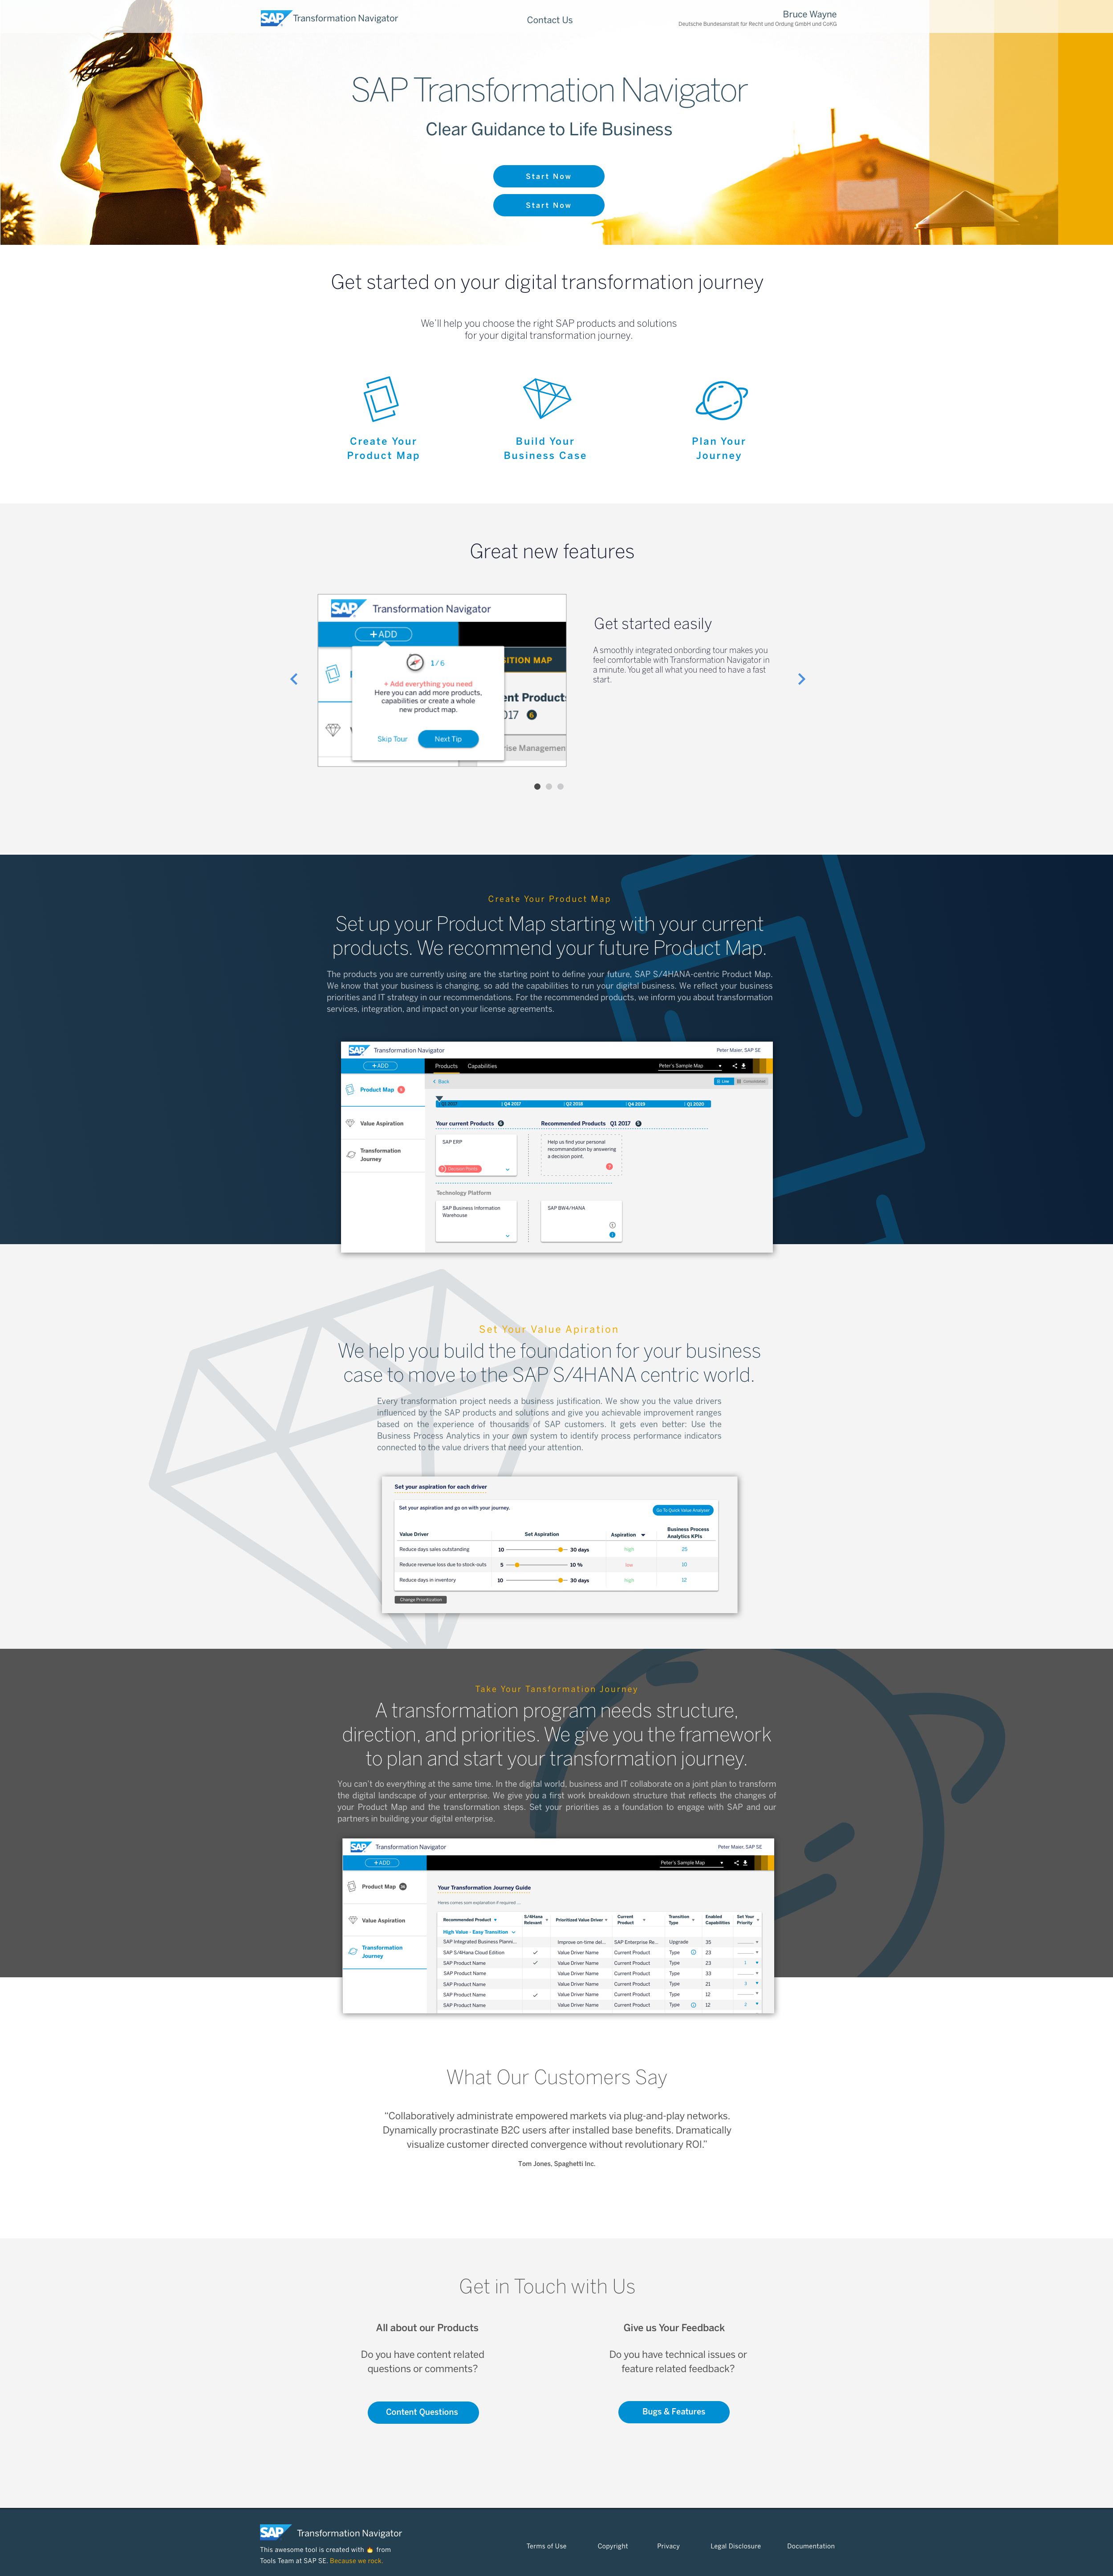 SAP Transformation Navigator
Contact Us
Bruce Wayne
Deutsche Bundesanstalt für Recht und Ordung GmbH und CoKG
SAP Transformation Navigator
Clear Guidance to Life Business
Start Now
Start Now
Get started on your digital transformation journey
We'll help you choose the right SAP products and solutions
for your digital transformation journey.
Create Your
Product Map
Build Your
Business Case
Plan Your
Journey
Great new features
SAP Transformation Navigator
+ADD
1/6
SITION MAP
+ Add everything you need
Here you can add more products,
capabilities or create a whole
new product map.
ent Product
017 6
Skip Tour
Next Tip
rise Managemen
Get started easily
A smoothly integrated onbording tour makes you
feel comfortable with Transformation Navigator in
a minute. You get all what you need to have a fast
start.
Create Your Product Map
Set up your Product Map starting with your current
products. We recommend your future Product Map.
The products you are currently using are the starting point to define your future, SAP S/4HANA-centric Product Map.
We know that your business is changing, so add the capabilities to run your digital business. We reflect your business
priorities and IT strategy in our recommendations. For the recommended products, we inform you about transformation
services, integration, and impact on your license agreements.
SAP Transformation Navigator
Peter Maier, SAP SE
+ADD
Products
Capabilities
Peter's Sample Map
Product Map
Back
Line
Q4 2017
Q2 2018
Q4 2019
Q1 2020
Value Aspiration
Your current Products 6
Recommended Products Q1 2017
SAP ERP
Decision Points
Help us find your personal
recommandation by answering
a decision point.
?
Transformation
Journey
Technology Platform
SAP Business Information
Warehouse
SAP BW4/HANA
Set Your Value Apiration
We help you build the foundation for your business
case to move to the SAP S/4HANA centric world.
Every transformation project needs a business justification. We show you the value drivers
influenced by the SAP products and solutions and give you achievable improvement ranges
based on the experience of thousands of SAP customers. It gets even better: Use the
Business Process Analytics in your own system to identify process performance indicators
connected to the value drivers that need your attention.
Set your aspiration for each driver
Set your aspiration and go on with your journey.
Go To Quick Value Analyser
Value Driver
Set Aspiration
Aspiration
Business Process
Analytics KPIs
Reduce days sales outstanding 10 30 days high 25
Reduce revenue loss due to stock-outs 5 10 % low 10
Reduce days in inventory 10 30 days high 12
Change Prioritization
Take Your Tansformation Journey
A transformation program needs structure,
direction, and priorities. We give you the framework
to plan and start your transformation journey.
You can't do everything at the same time. In the digital world, business and IT collaborate on a joint plan to transform
the digital landscape of your enterprise. We give you a first work breakdown structure that reflects the changes of
your Product Map and the transformation steps. Set your priorities as a foundation to engage with SAP and our
partners in building your digital enterprise.
SAP Transformation Navigator
Peter Maier, SAP SE
+ADD
Peter's Sample Map
Product Map
Value Aspiration
Transformation
Journey
Your Transformation Journey Guide
Heres comes som explanation if required ...
Recommended Product
S/4Hana
Relevant
Prioritized Value Driver
Current
Product
Transition
Type
Enabled
Capabilities
Set Your
Priority
High Value - Easy Transition
SAP Integrated Business Planni... Improve on-time del... SAP Enterprise Re... Upgrade 35
SAP S/4Hana Cloud Edition Value Driver Name Current Product Type 23
SAP Product Name Value Driver Name Current Product Type 23 1
SAP Product Name Value Driver Name Current Product Type 33
SAP Product Name Value Driver Name Current Product Type 21 3
SAP Product Name Value Driver Name Current Product Type 12
SAP Product Name Value Driver Name Current Product Type 12 2
What Our Customers Say
“Collaboratively administrate empowered markets via plug-and-play networks.
Dynamically procrastinate B2C users after installed base benefits. Dramatically
visualize customer directed convergence without revolutionary ROI.”
Tom Jones, Spaghetti Inc.
Get in Touch with Us
All about our Products
Do you have content related
questions or comments?
Content Questions
Give us Your Feedback
Do you have technical issues or
feature related feedback?
Bugs & Features
SAP Transformation Navigator
This awesome tool is created with from
Tools Team at SAP SE. Because we rock.
Terms of Use
Copyright
Privacy
Legal Disclosure
Documentation